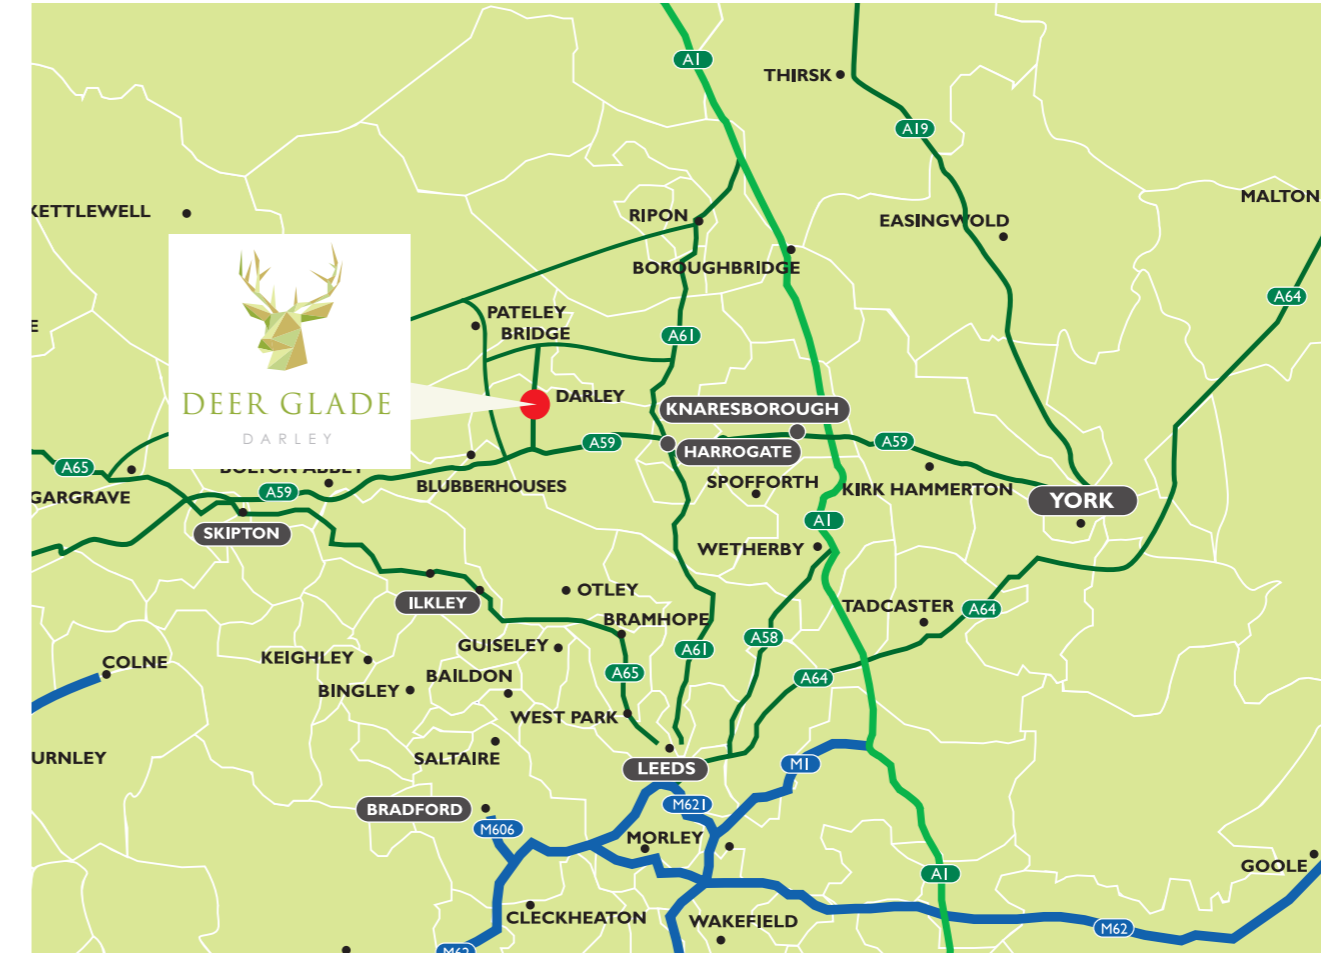 A1
THIRSK
A19
KETTLEWELL
MALTON
RIPON
EASINGWOLD
BOROUGHBRIDGE
A64
E
PATELEY
BRIDGE
A61
DEER GLADE
DARLEY
DARLEY
KNARESBOROUGH
A59
A59
HARROGATE
A65
BOLTON ABBEY
GARGRAVE
BLUBBERHOUSES
SPOFFORTH
KIRK HAMMERTON
A59
YORK
SKIPTON
A1
WETHERBY
OTLEY
ILKLEY
TADCASTER
A64
BRAMHOPE
A58
GUISELEY
A61
KEIGHLEY
COLNE
A65
BAILDON
A64
BINGLEY
WEST PARK
URNLEY
SALTAIRE
LEEDS
M1
BRADFORD
M621
M606
MORLEY
GOOLE
A1
CLECKHEATON
WAKEFIELD
M62
M62